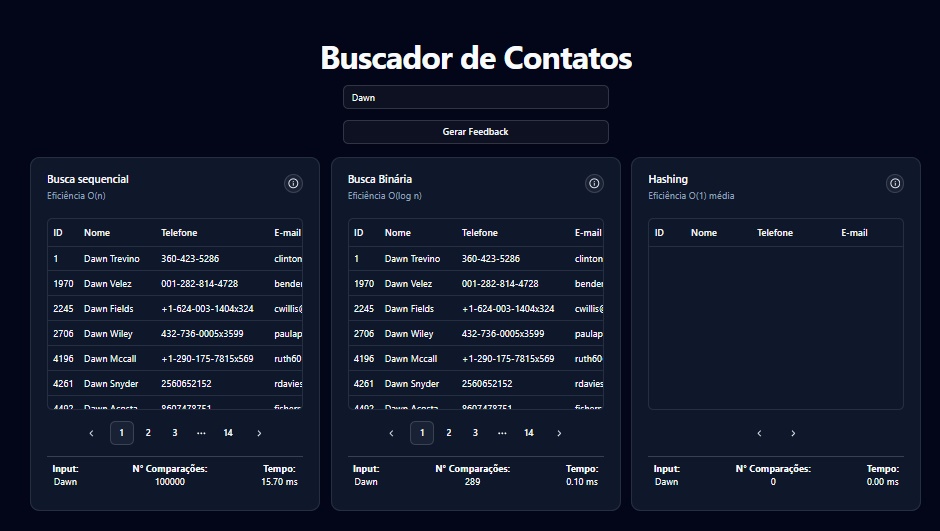 Buscador de Contatos
Dawn
Gerar Feedback
Busca sequencial
Eficiência O(n)
ID Nome Telefone E-mail
1 Dawn Trevino 360-423-5286 clinton
1970 Dawn Velez 001-282-814-4728 bender
2245 Dawn Fields +1-624-003-1404x324 cwillis@
2706 Dawn Wiley 432-736-0005x3599 paulap
4196 Dawn Mccall +1-290-175-7815x569 ruth60
4261 Dawn Snyder 2560652152 rdavies
4492 Dawn Acosta 8607478751 fishers
1 2 3 ··· 14
Input: N° Comparações: Tempo:
Dawn 100000 15.70 ms
Busca Binária
Eficiência O(log n)
ID Nome Telefone E-mail
1 Dawn Trevino 360-423-5286 clinton
1970 Dawn Velez 001-282-814-4728 bender
2245 Dawn Fields +1-624-003-1404x324 cwillis@
2706 Dawn Wiley 432-736-0005x3599 paulap
4196 Dawn Mccall +1-290-175-7815x569 ruth60
4261 Dawn Snyder 2560652152 rdavies
4492 Dawn Acosta 8607478751 fishers
1 2 3 ··· 14
Input: N° Comparações: Tempo:
Dawn 289 0.10 ms
Hashing
Eficiência O(1) média
ID Nome Telefone E-mail
Input: N° Comparações: Tempo:
Dawn 0 0.00 ms